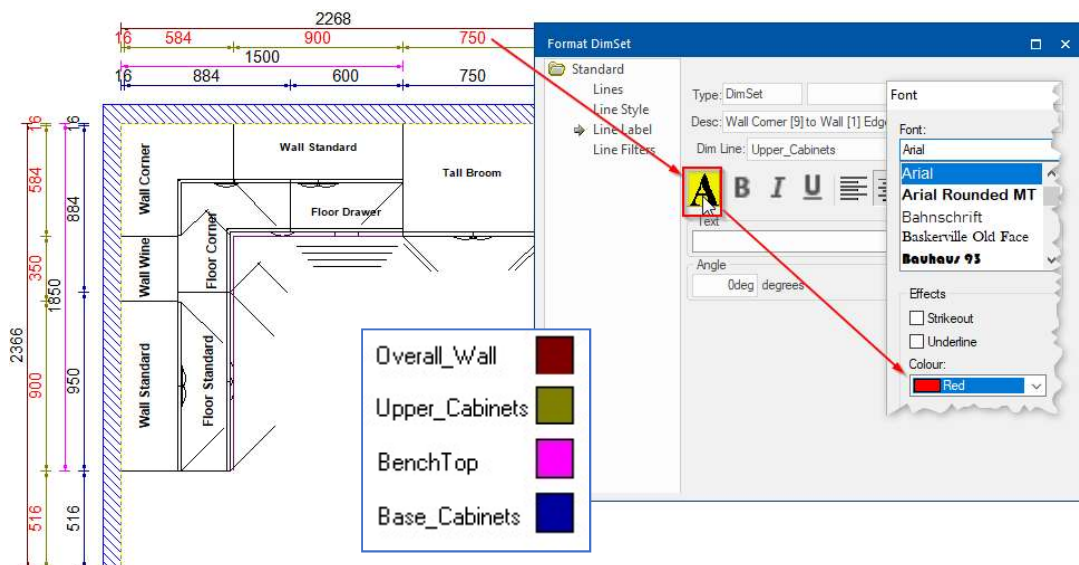 2268
16 584 900 750
1500
16 884 600 750
16
584
350
900
516
2366
1850
16
884
950
516
Wall Corner
Wall Standard
Tall Broom
Floor Drawer
Wall Wine
Floor Corner
Wall Standard
Floor Standard
Overall_Wall
Upper_Cabinets
BenchTop
Base_Cabinets
Format DimSet
Standard
Lines
Line Style
Line Label
Line Filters
Type: DimSet
Desc: Wall Corner [9] to Wall [1] Edge
Dim Line: Upper_Cabinets
A B I U
Text
Angle
0deg degrees
Font
Font:
Arial
Arial
Arial Rounded MT
Bahnschrift
Baskerville Old Face
Bauhaus 93
Effects
Strikeout
Underline
Colour:
Red